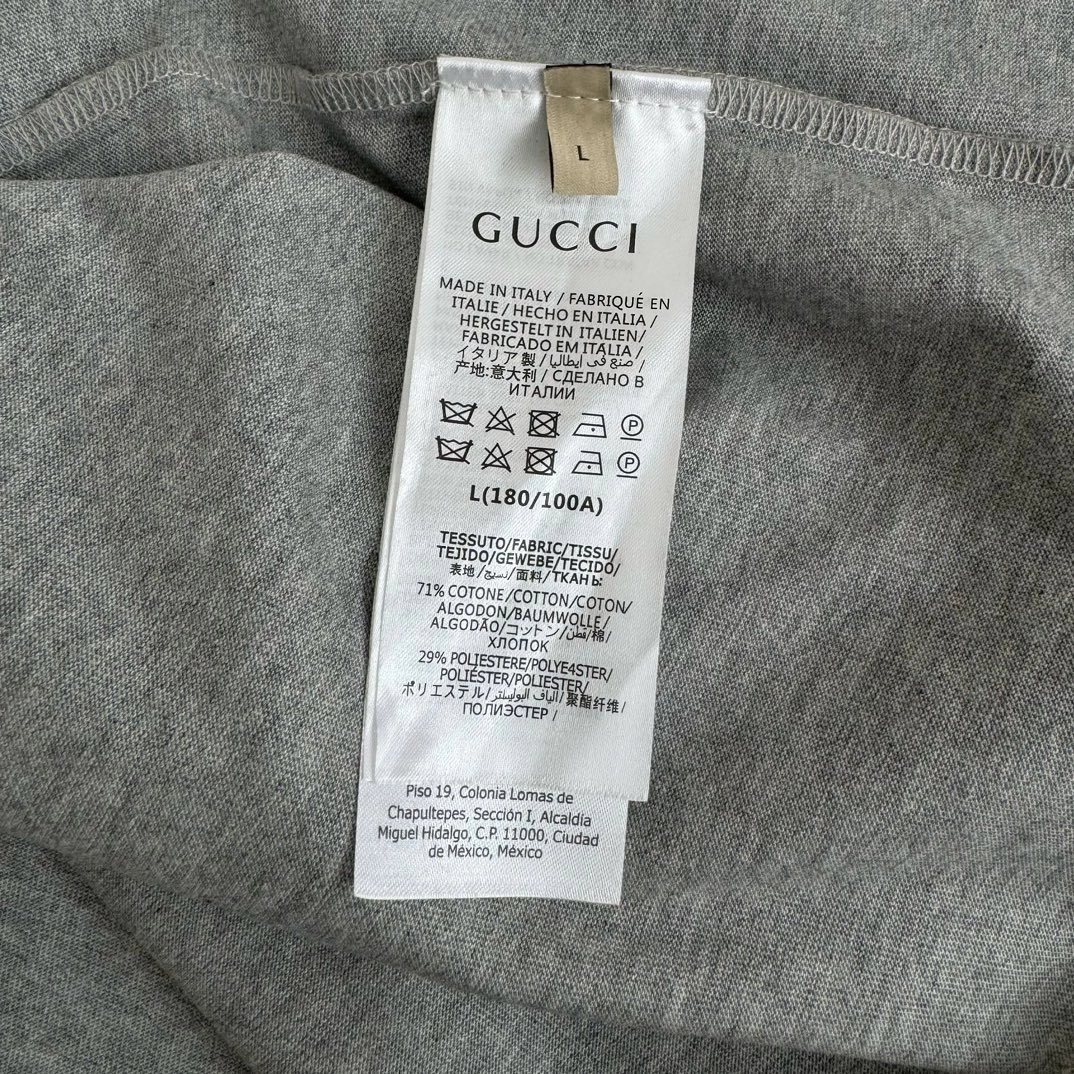 L
GUCCI
MADE IN ITALY / FABRIQUÉ EN
ITALIE / HECHO EN ITALIA /
HERGESTELT IN ITALIEN/
FABRICADO EM ITALIA /
イタリア製 / صنع في إيطاليا /
产地:意大利 / СДЕЛАНО В
ИТАЛИИ
P
P
L(180/100A)
TESSUTO/FABRIC/TISSU/
TEJIDO/GEWEBE/TECIDO/
表地 /نسيج/ 面料/ТКАНЬ:
71% COTONE/COTTON/COTON/
ALGODON/BAUMWOLLE/
ALGODÃO/コットン/قطن/棉/
ХЛОПОК
29% POLIESTERE/POLYE4STER/
POLIÉSTER/POLIESTER/
ポリエステル/الياف البوليستر/聚酯纤维/
ПОЛИЭСТЕР /
Piso 19, Colonia Lomas de
Chapultepes, Sección I, Alcaldia
Miguel Hidalgo, C.P. 11000, Ciudad
de México, México